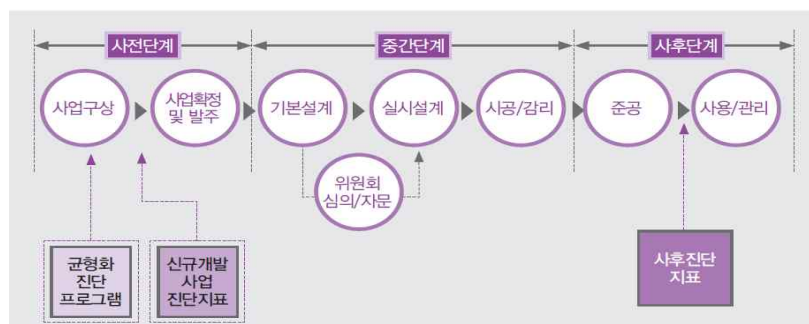 사전단계
중간단계
사후단계
사업구상
사업확정
및 발주
기본설계
실시설계
시공/감리
준공
사용/관리
위원회
심의/자문
균형화
진단
프로그램
신규개발
사업
진단지표
사후진단
지표